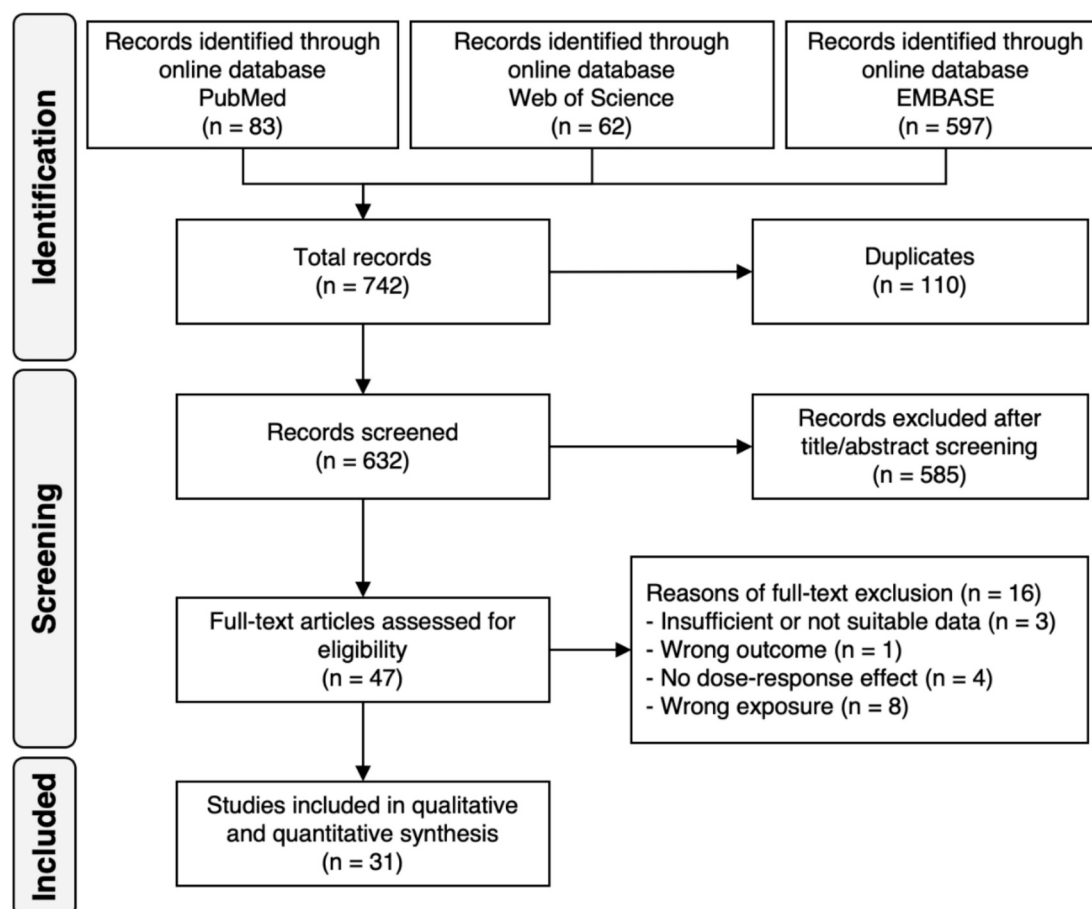 Identification
Records identified through
online database
PubMed
(n = 83)
Records identified through
online database
Web of Science
(n = 62)
Records identified through
online database
EMBASE
(n = 597)
Total records
(n = 742)
Duplicates
(n = 110)
Screening
Records screened
(n = 632)
Records excluded after
title/abstract screening
(n = 585)
Full-text articles assessed for
eligibility
(n = 47)
Reasons of full-text exclusion (n = 16)
- Insufficient or not suitable data (n = 3)
- Wrong outcome (n = 1)
- No dose-response effect (n = 4)
- Wrong exposure (n = 8)
Included
Studies included in qualitative
and quantitative synthesis
(n = 31)